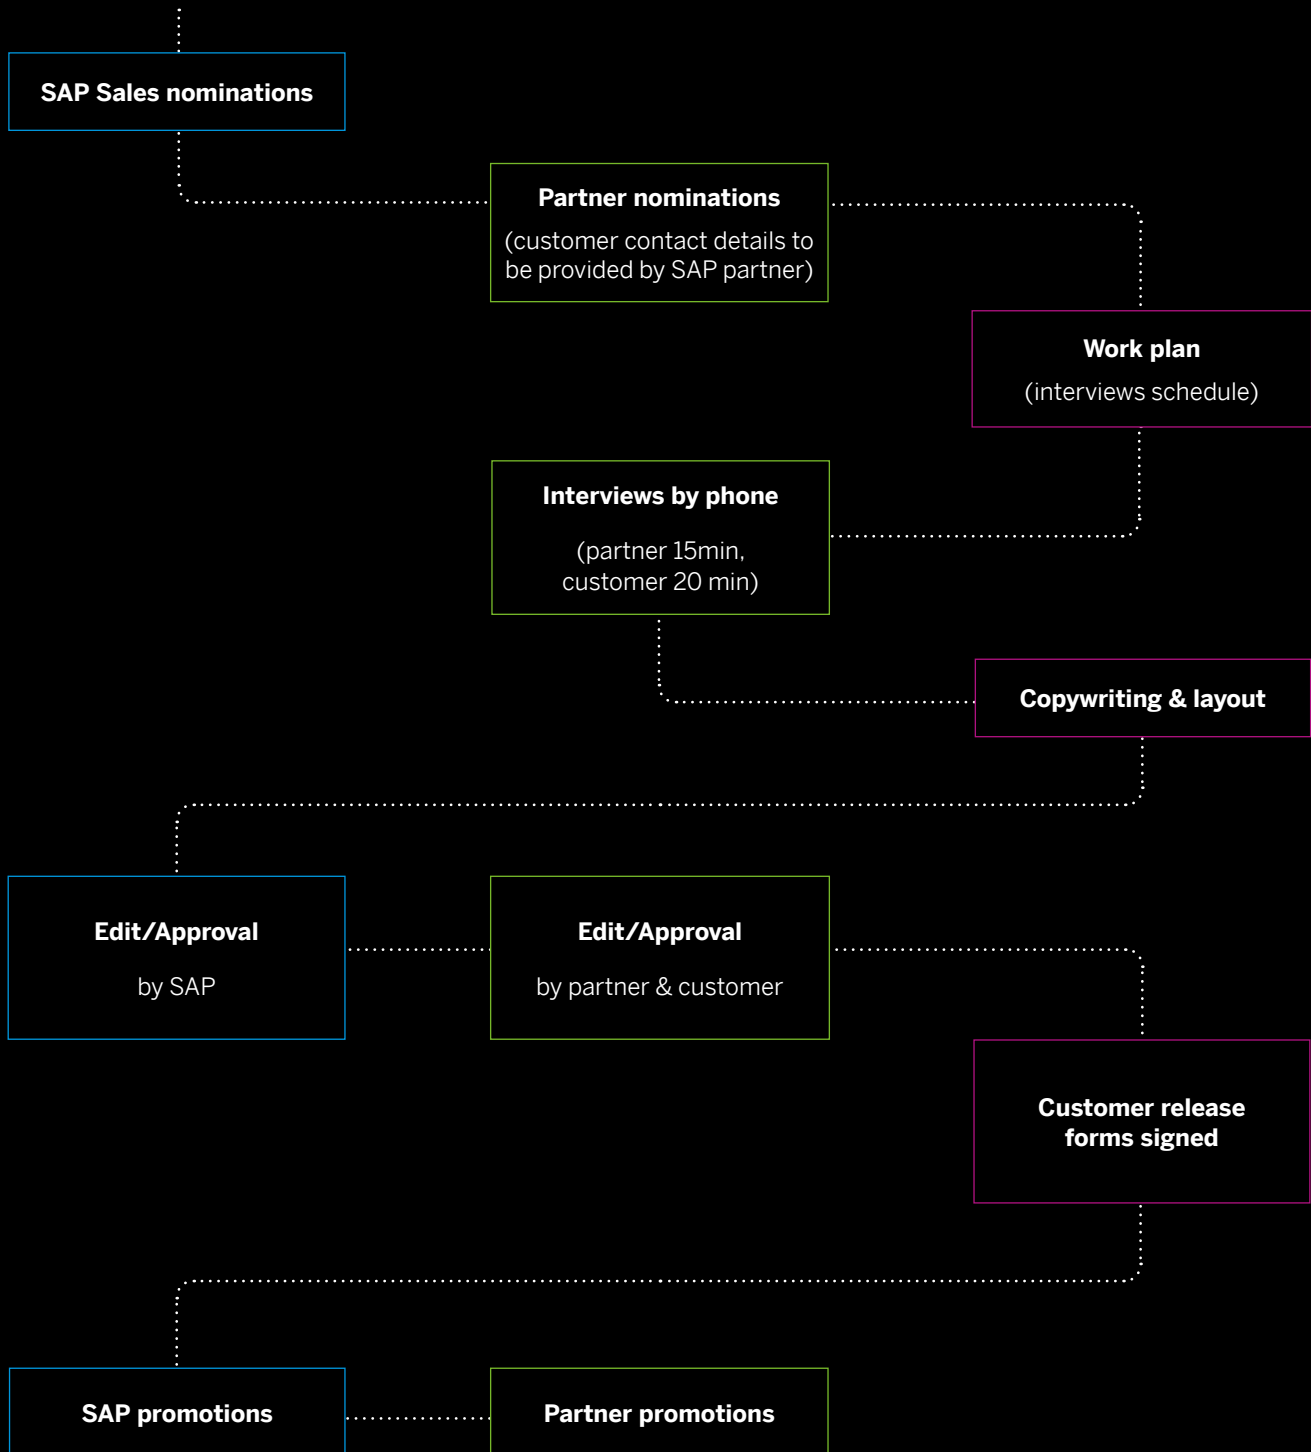 SAP Sales nominations
Partner nominations
(customer contact details to
be provided by SAP partner)
Work plan
(interviews schedule)
Interviews by phone
(partner 15min,
customer 20 min)
Copywriting & layout
Edit/Approval
by SAP
Edit/Approval
by partner & customer
Customer release
forms signed
SAP promotions
Partner promotions